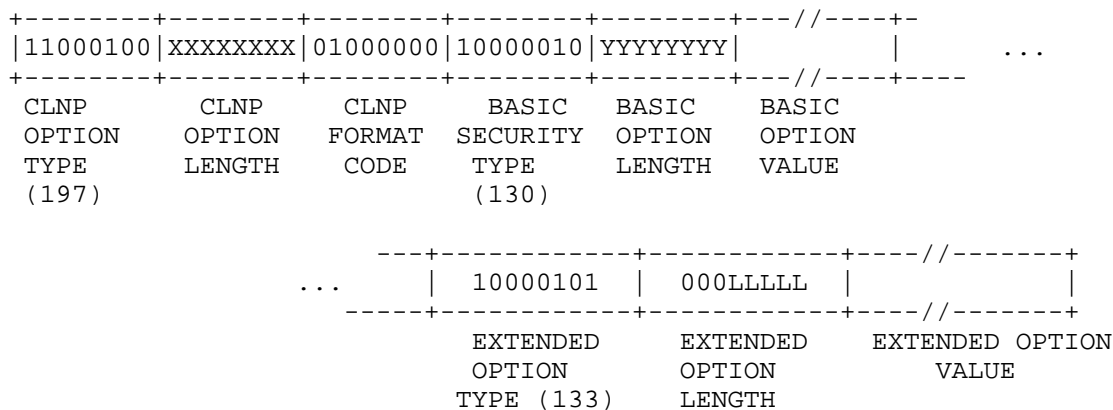 +--------+--------+--------+--------+--------+---//----+-
|11000100|XXXXXXXX|01000000|10000010|YYYYYYYY|         |      ...
+--------+--------+--------+--------+--------+---//----+----
CLNP     CLNP     CLNP     BASIC    BASIC    BASIC
OPTION   OPTION   FORMAT   SECURITY OPTION   OPTION
TYPE     LENGTH   CODE     TYPE     LENGTH   VALUE
(197)                      (130)
---+------------+------------+----//-------+
...     |  10000101  |  000LLLLL  |             |
-----+------------+------------+----//-------+
EXTENDED     EXTENDED    EXTENDED OPTION
OPTION       OPTION          VALUE
TYPE (133)   LENGTH